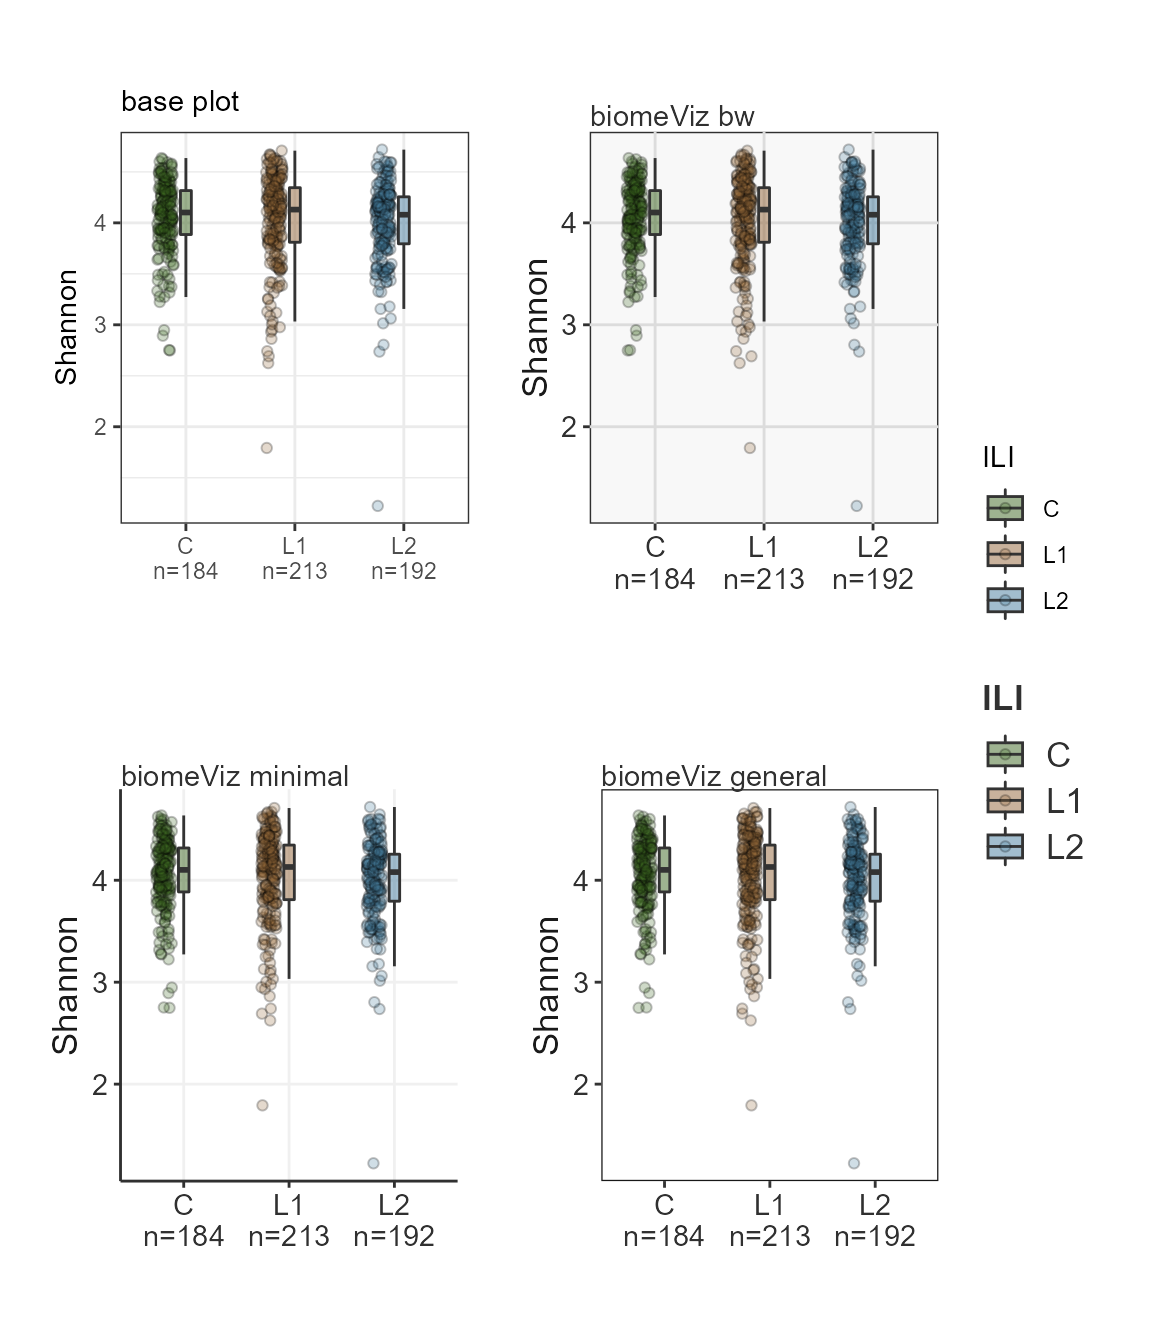 base plot
Shannon
4
3
2
C
n=184
L1
n=213
L2
n=192
biomeViz bw
Shannon
4
3
2
C
n=184
L1
n=213
L2
n=192
ILI
C
L1
L2
ILI
C
L1
L2
biomeViz minimal
Shannon
4
3
2
C
n=184
L1
n=213
L2
n=192
biomeViz general
Shannon
4
3
2
C
n=184
L1
n=213
L2
n=192